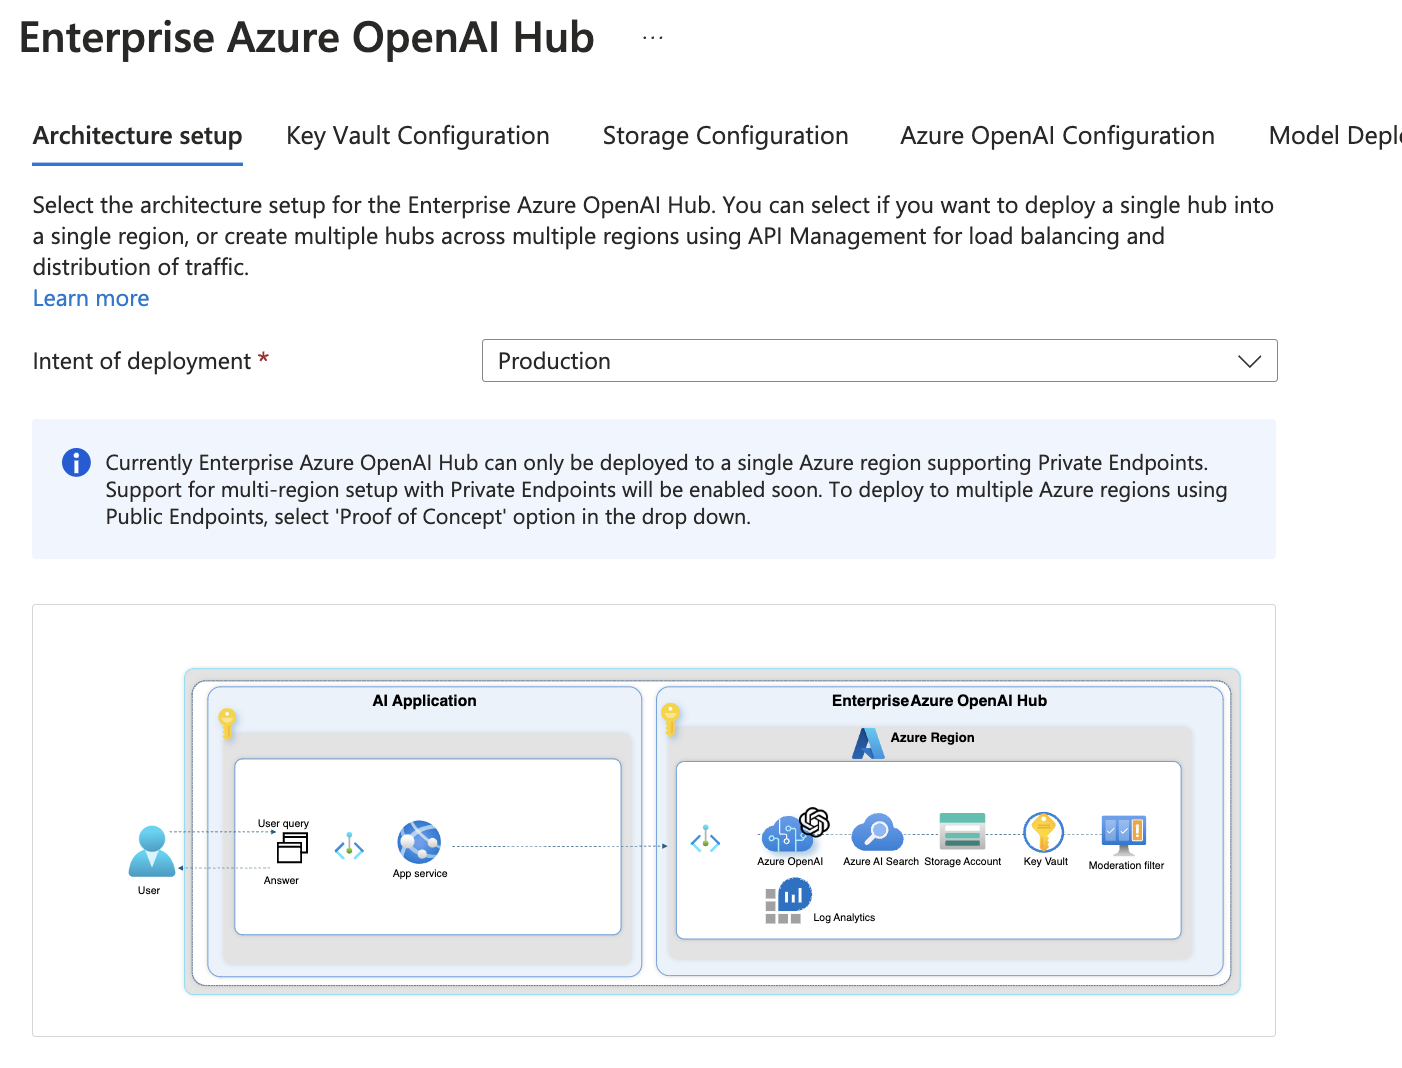 Enterprise Azure OpenAI Hub ...
Architecture setup Key Vault Configuration Storage Configuration Azure OpenAI Configuration Model
Select the architecture setup for the Enterprise Azure OpenAI Hub. You can select if you want to deploy a single hub into
a single region, or create multiple hubs across multiple regions using API Management for load balancing and
distribution of traffic.
Learn more
Intent of deployment *
Production
Currently Enterprise Azure OpenAI Hub can only be deployed to a single Azure region supporting Private Endpoints.
Support for multi-region setup with Private Endpoints will be enabled soon. To deploy to multiple Azure regions using
Public Endpoints, select 'Proof of Concept' option in the drop down.
AI Application
User query
Answer
App service
User
EnterpriseAzure OpenAI Hub
Azure Region
Azure OpenAI
Azure AI Search
Storage Account
Key Vault
Moderation filter
Log Analytics